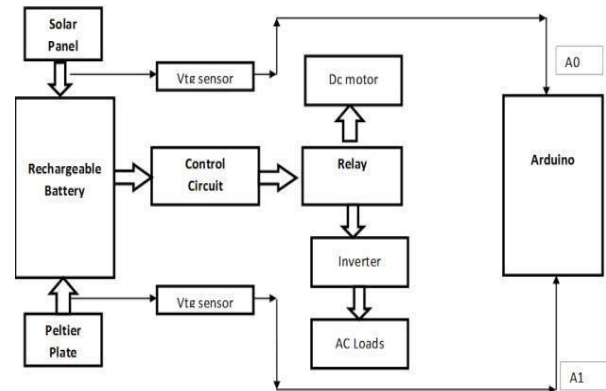 Solar
Panel
Vtg sensor
Dc motor
A0
Rechargeable
Battery
Control
Circuit
Relay
Arduino
Inverter
Vtg sensor
Peltier
Plate
AC Loads
A1